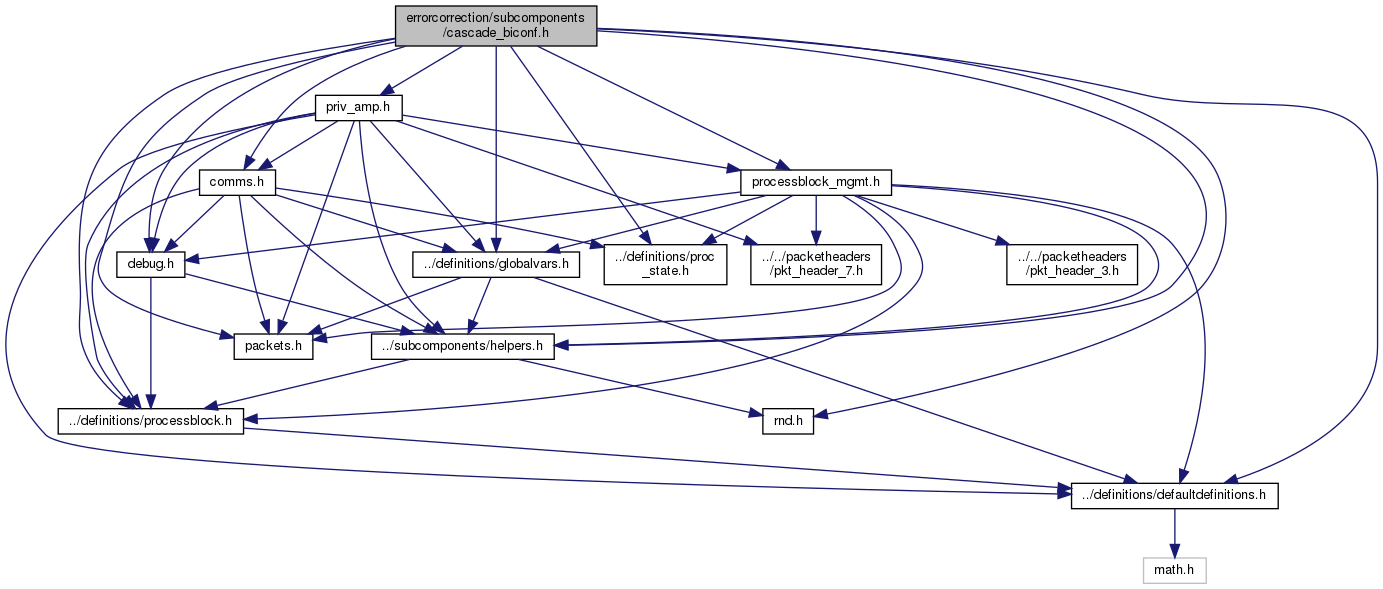 errorcorrection/subcomponents
/cascade_biconf.h
priv_amp.h
comms.h
processblock_mgmt.h
debug.h
../definitions/globalvars.h
../definitions/proc
_state.h
../../packetheaders
/pkt_header_7.h
../../packetheaders
/pkt_header_3.h
packets.h
../subcomponents/helpers.h
../definitions/processblock.h
rnd.h
../definitions/defaultdefinitions.h
math.h